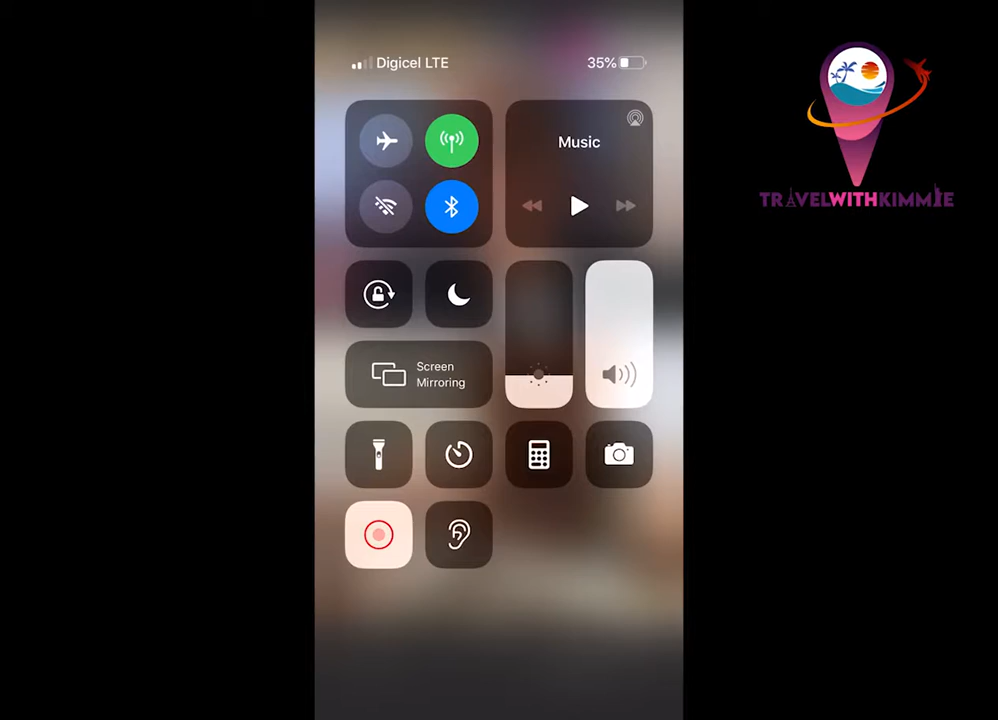 Digicel LTE
35%
Music
Screen
Mirroring
TRAVELWITHKIMMIE